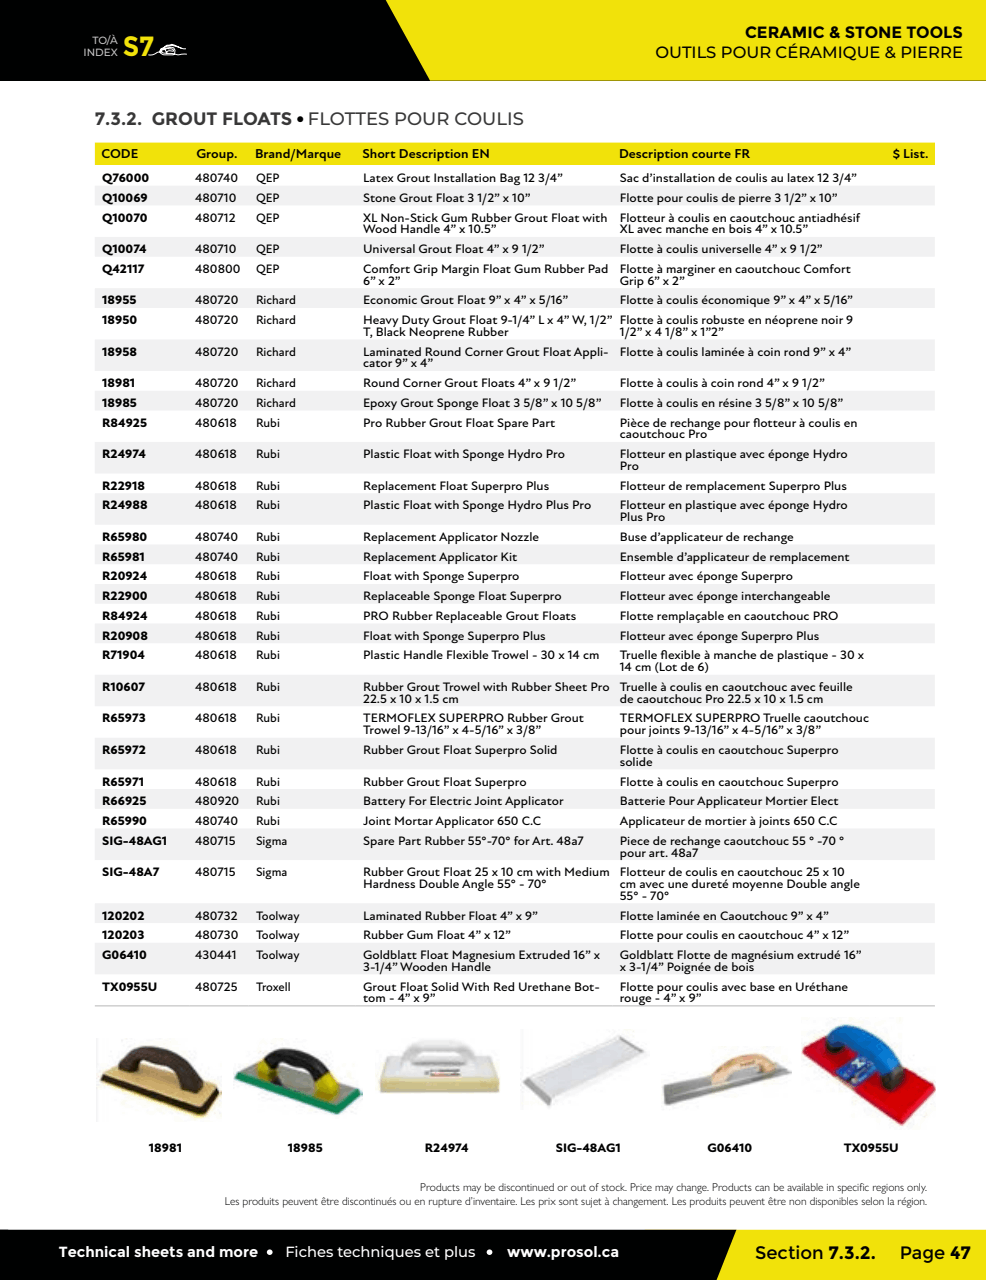 TO/À
INDEX S7
CERAMIC & STONE TOOLS
OUTILS POUR CÉRAMIQUE & PIERRE
7.3.2. GROUT FLOATS • FLOTTES POUR COULIS
CODE Group. Brand/Marque Short Description EN Description courte FR $ List.
Q76000 480740 QEP Latex Grout Installation Bag 12 3/4” Sac d’installation de coulis au latex 12 3/4”
Q10069 480710 QEP Stone Grout Float 3 1/2” x 10” Flotte pour coulis de pierre 3 1/2” x 10”
Q10070 480712 QEP XL Non-Stick Gum Rubber Grout Float with Flotteur à coulis en caoutchouc antiadhésif
Wood Handle 4” x 10.5” XL avec manche en bois 4” x 10.5”
Q10074 480710 QEP Universal Grout Float 4” x 9 1/2” Flotte à coulis universelle 4” x 9 1/2”
Q42117 480800 QEP Comfort Grip Margin Float Gum Rubber Pad Flotte à marginer en caoutchouc Comfort
6” x 2” Grip 6” x 2”
18955 480720 Richard Economic Grout Float 9” x 4” x 5/16” Flotte à coulis économique 9” x 4” x 5/16”
18950 480720 Richard Heavy Duty Grout Float 9-1/4” L x 4” W, 1/2” Flotte à coulis robuste en néoprene noir 9
T, Black Neoprene Rubber 1/2” x 4 1/8” x 1”2”
18958 480720 Richard Laminated Round Corner Grout Float Appli- Flotte à coulis laminée à coin rond 9” x 4”
cator 9” x 4”
18981 480720 Richard Round Corner Grout Floats 4” x 9 1/2” Flotte à coulis à coin rond 4” x 9 1/2”
18985 480720 Richard Epoxy Grout Sponge Float 3 5/8” x 10 5/8” Flotte à coulis en résine 3 5/8” x 10 5/8”
R84925 480618 Rubi Pro Rubber Grout Float Spare Part Pièce de rechange pour flotteur à coulis en
caoutchouc Pro
R24974 480618 Rubi Plastic Float with Sponge Hydro Pro Flotteur en plastique avec éponge Hydro
Pro
R22918 480618 Rubi Replacement Float Superpro Plus Flotteur de remplacement Superpro Plus
R24988 480618 Rubi Plastic Float with Sponge Hydro Plus Pro Flotteur en plastique avec éponge Hydro
Plus Pro
R65980 480740 Rubi Replacement Applicator Nozzle Buse d’applicateur de rechange
R65981 480740 Rubi Replacement Applicator Kit Ensemble d’applicateur de remplacement
R20924 480618 Rubi Float with Sponge Superpro Flotteur avec éponge Superpro
R22900 480618 Rubi Replaceable Sponge Float Superpro Flotteur avec éponge interchangeable
R84924 480618 Rubi PRO Rubber Replaceable Grout Floats Flotte remplaçable en caoutchouc PRO
R20908 480618 Rubi Float with Sponge Superpro Plus Flotteur avec éponge Superpro Plus
R71904 480618 Rubi Plastic Handle Flexible Trowel - 30 x 14 cm Truelle flexible à manche de plastique - 30 x
14 cm (Lot de 6)
R10607 480618 Rubi Rubber Grout Trowel with Rubber Sheet Pro Truelle à coulis en caoutchouc avec feuille
22.5 x 10 x 1.5 cm de caoutchouc Pro 22.5 x 10 x 1.5 cm
R65973 480618 Rubi TERMOFLEX SUPERPRO Rubber Grout TERMOFLEX SUPERPRO Truelle caoutchouc
Trowel 9-13/16” x 4-5/16” x 3/8” pour joints 9-13/16” x 4-5/16” x 3/8”
R65972 480618 Rubi Rubber Grout Float Superpro Solid Flotte à coulis en caoutchouc Superpro
solide
R65971 480618 Rubi Rubber Grout Float Superpro Flotte à coulis en caoutchouc Superpro
R66925 480920 Rubi Battery For Electric Joint Applicator Batterie Pour Applicateur Mortier Elect
R65990 480740 Rubi Joint Mortar Applicator 650 C.C Applicateur de mortier à joints 650 C.C
SIG-48AG1 480715 Sigma Spare Part Rubber 55°-70° for Art. 48a7 Piece de rechange caoutchouc 55 ° -70 °
pour art. 48a7
SIG-48A7 480715 Sigma Rubber Grout Float 25 x 10 cm with Medium Flotteur de coulis en caoutchouc 25 x 10
Hardness Double Angle 55° - 70° cm avec une dureté moyenne Double angle
55° - 70°
120202 480732 Toolway Laminated Rubber Float 4” x 9” Flotte laminée en Caoutchouc 9” x 4”
120203 480730 Toolway Rubber Gum Float 4” x 12” Flotte pour coulis en caoutchouc 4” x 12”
G06410 430441 Toolway Goldblatt Float Magnesium Extruded 16” x Goldblatt Flotte de magnésium extrudé 16”
3-1/4” Wooden Handle x 3-1/4” Poignée de bois
TX0955U 480725 Troxell Grout Float Solid With Red Urethane Bot- Flotte pour coulis avec base en Uréthane
tom - 4” x 9” rouge - 4” x 9”
18981 18985 R24974 SIG-48AG1 G06410 TX0955U
Products may be discontinued or out of stock. Price may change. Products can be available in specific regions only.
Les produits peuvent être discontinués ou en rupture d’inventaire. Les prix sont sujet à changement. Les produits peuvent être non disponibles selon la région.
Technical sheets and more • Fiches techniques et plus • www.prosol.ca
Section 7.3.2. Page 47